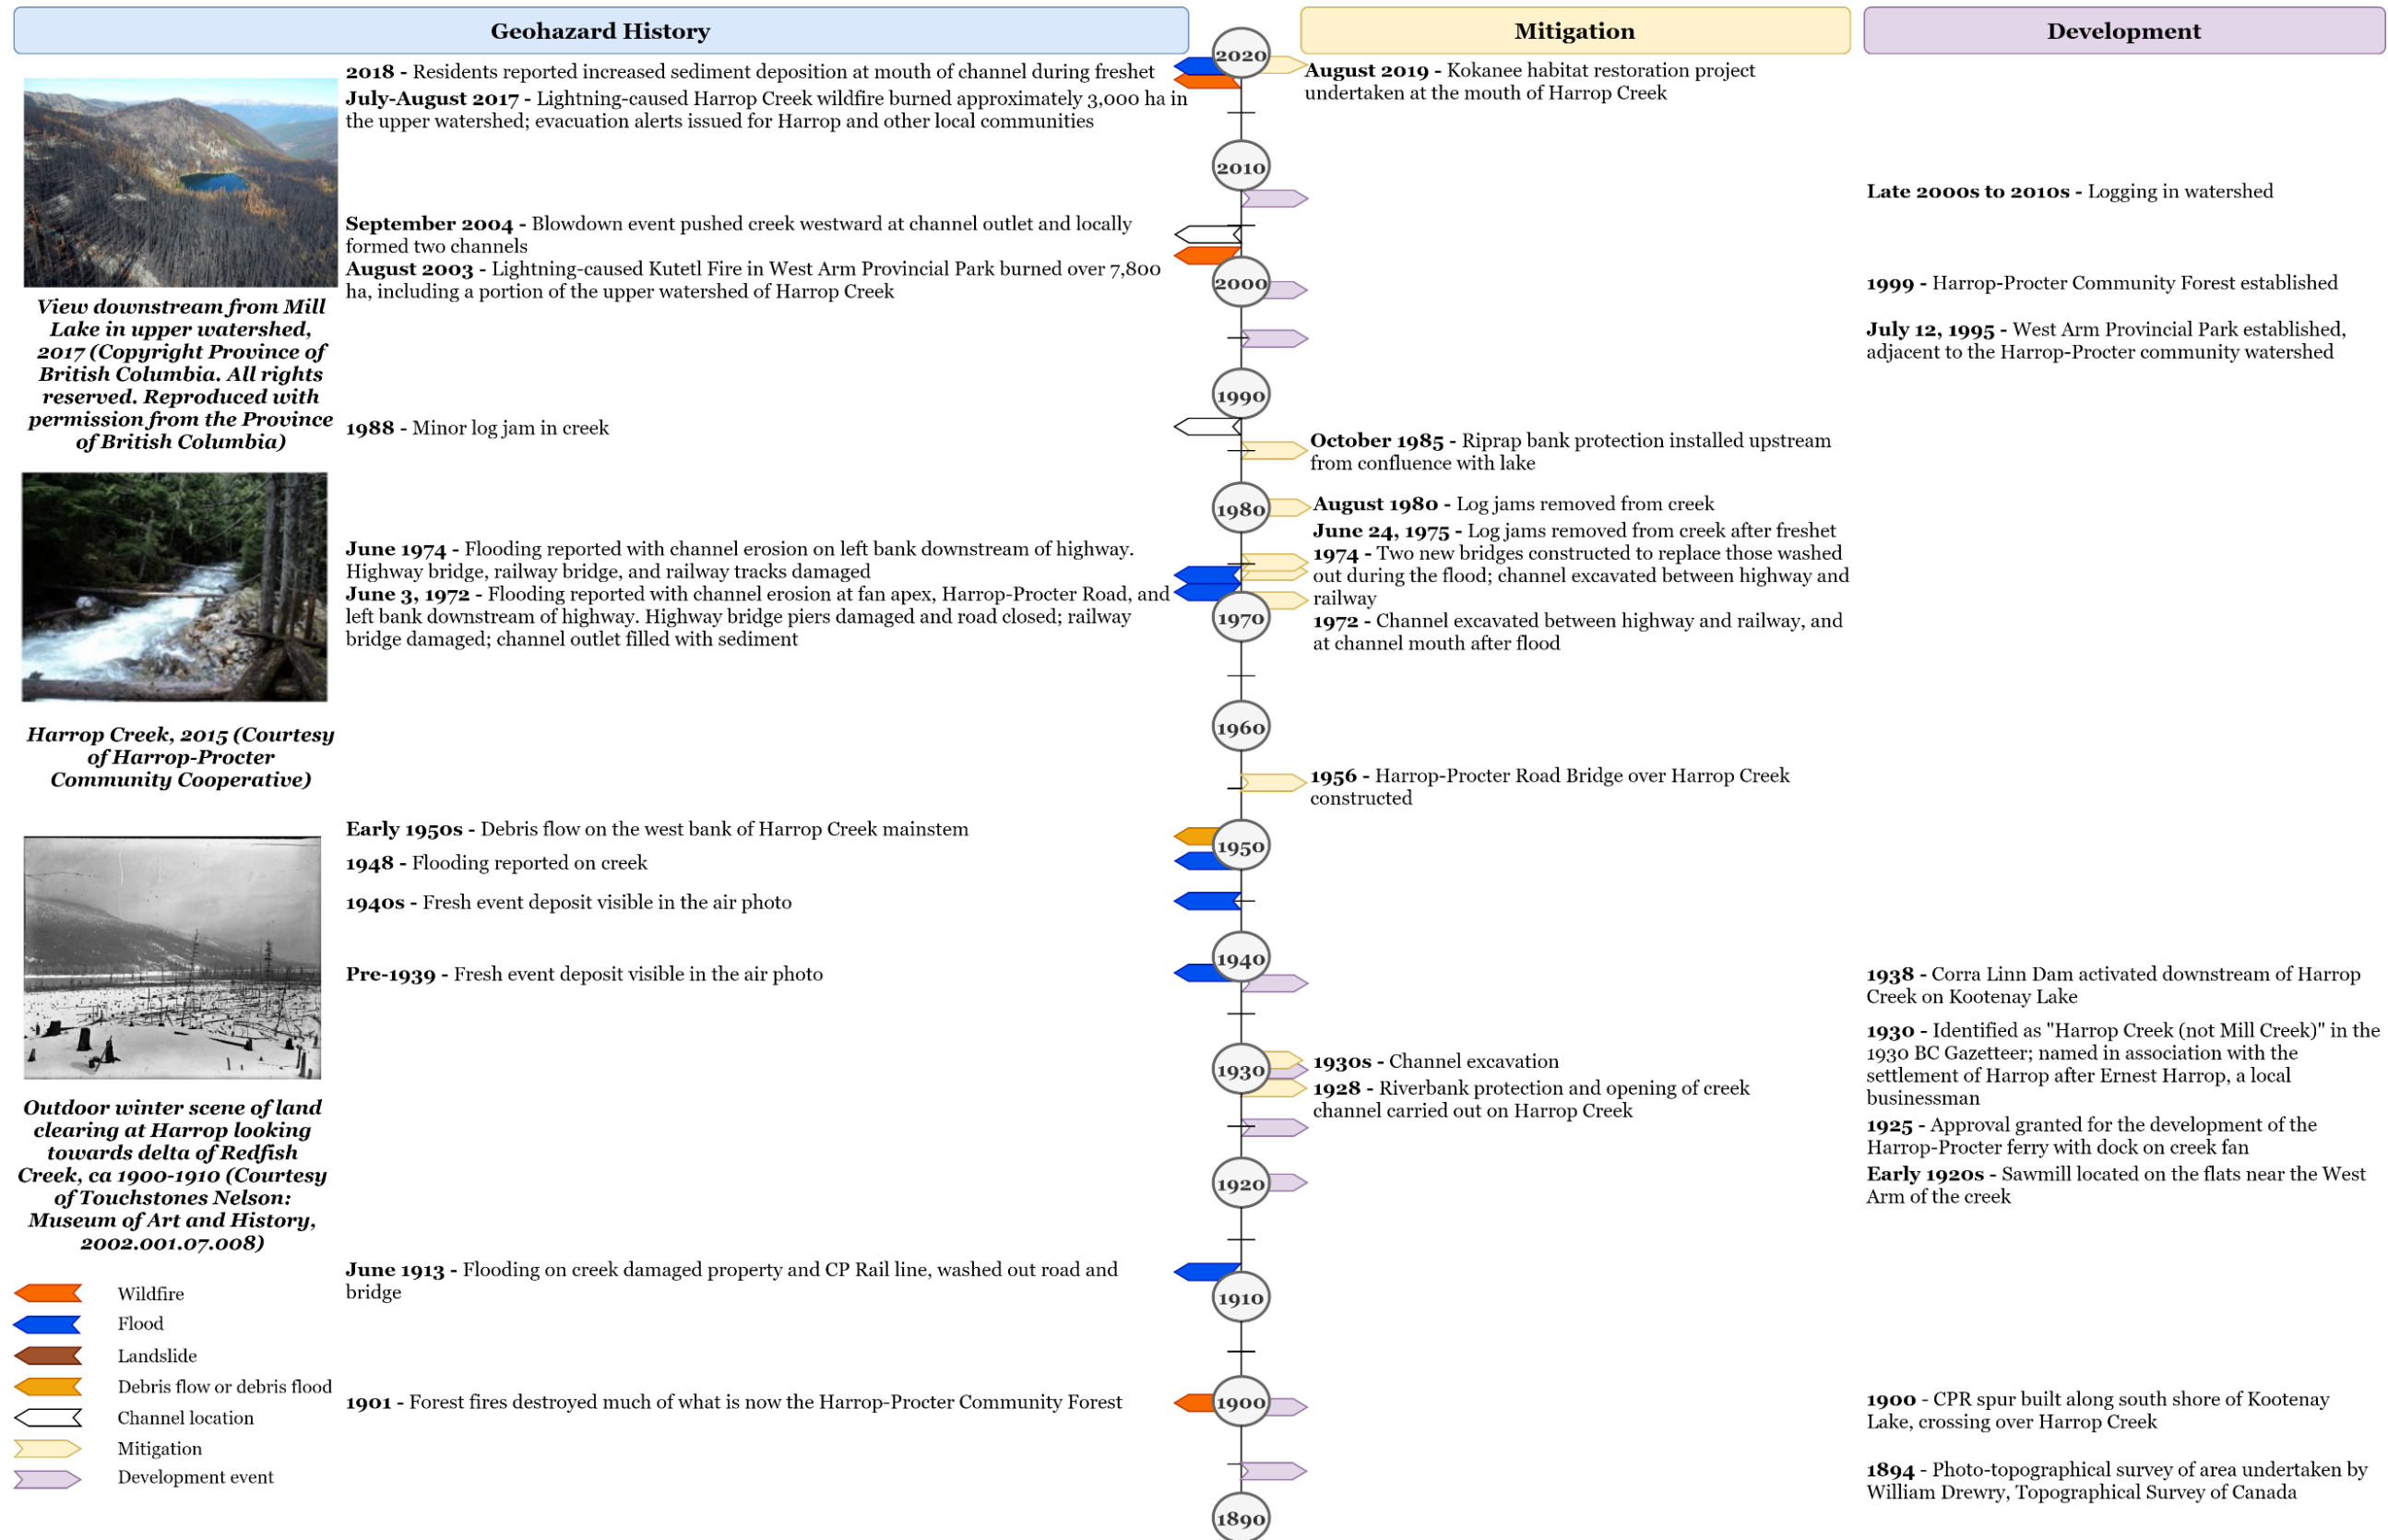 Geohazard History
Mitigation
Development
2018 - Residents reported increased sediment deposition at mouth of channel during freshet
July-August 2017 - Lightning-caused Harrop Creek wildfire burned approximately 3,000 ha in
the upper watershed; evacuation alerts issued for Harrop and other local communities
September 2004 - Blowdown event pushed creek westward at channel outlet and locally
formed two channels
August 2003 - Lightning-caused Kutetl Fire in West Arm Provincial Park burned over 7,800
ha, including a portion of the upper watershed of Harrop Creek
1988 - Minor log jam in creek
June 1974 - Flooding reported with channel erosion on left bank downstream of highway.
Highway bridge, railway bridge, and railway tracks damaged
June 3, 1972 - Flooding reported with channel erosion at fan apex, Harrop-Procter Road, and
left bank downstream of highway. Highway bridge piers damaged and road closed; railway
bridge damaged; channel outlet filled with sediment
Early 1950s - Debris flow on the west bank of Harrop Creek mainstem
1948 - Flooding reported on creek
1940s - Fresh event deposit visible in the air photo
Pre-1939 - Fresh event deposit visible in the air photo
June 1913 - Flooding on creek damaged property and CP Rail line, washed out road and
bridge
1901 - Forest fires destroyed much of what is now the Harrop-Procter Community Forest
View downstream from Mill
Lake in upper watershed,
2017 (Copyright Province of
British Columbia. All rights
reserved. Reproduced with
permission from the Province
of British Columbia)
Harrop Creek, 2015 (Courtesy
of Harrop-Procter
Community Cooperative)
Outdoor winter scene of land
clearing at Harrop looking
towards delta of Redfish
Creek, ca 1900-1910 (Courtesy
of Touchstones Nelson:
Museum of Art and History,
2002.001.07.008)
Wildfire
Flood
Landslide
Debris flow or debris flood
Channel location
Mitigation
Development event
2020
2010
2000
1990
1980
1970
1960
1950
1940
1930
1920
1910
1900
1890
August 2019 - Kokanee habitat restoration project
undertaken at the mouth of Harrop Creek
October 1985 - Riprap bank protection installed upstream
from confluence with lake
August 1980 - Log jams removed from creek
June 24, 1975 - Log jams removed from creek after freshet
1974 - Two new bridges constructed to replace those washed
out during the flood; channel excavated between highway and
railway
1972 - Channel excavated between highway and railway, and
at channel mouth after flood
1956 - Harrop-Procter Road Bridge over Harrop Creek
constructed
1930s - Channel excavation
1928 - Riverbank protection and opening of creek
channel carried out on Harrop Creek
Late 2000s to 2010s - Logging in watershed
1999 - Harrop-Procter Community Forest established
July 12, 1995 - West Arm Provincial Park established,
adjacent to the Harrop-Procter community watershed
1938 - Corra Linn Dam activated downstream of Harrop
Creek on Kootenay Lake
1930 - Identified as "Harrop Creek (not Mill Creek)" in the
1930 BC Gazetteer; named in association with the
settlement of Harrop after Ernest Harrop, a local
businessman
1925 - Approval granted for the development of the
Harrop-Procter ferry with dock on creek fan
Early 1920s - Sawmill located on the flats near the West
Arm of the creek
1900 - CPR spur built along south shore of Kootenay
Lake, crossing over Harrop Creek
1894 - Photo-topographical survey of area undertaken by
William Drewry, Topographical Survey of Canada